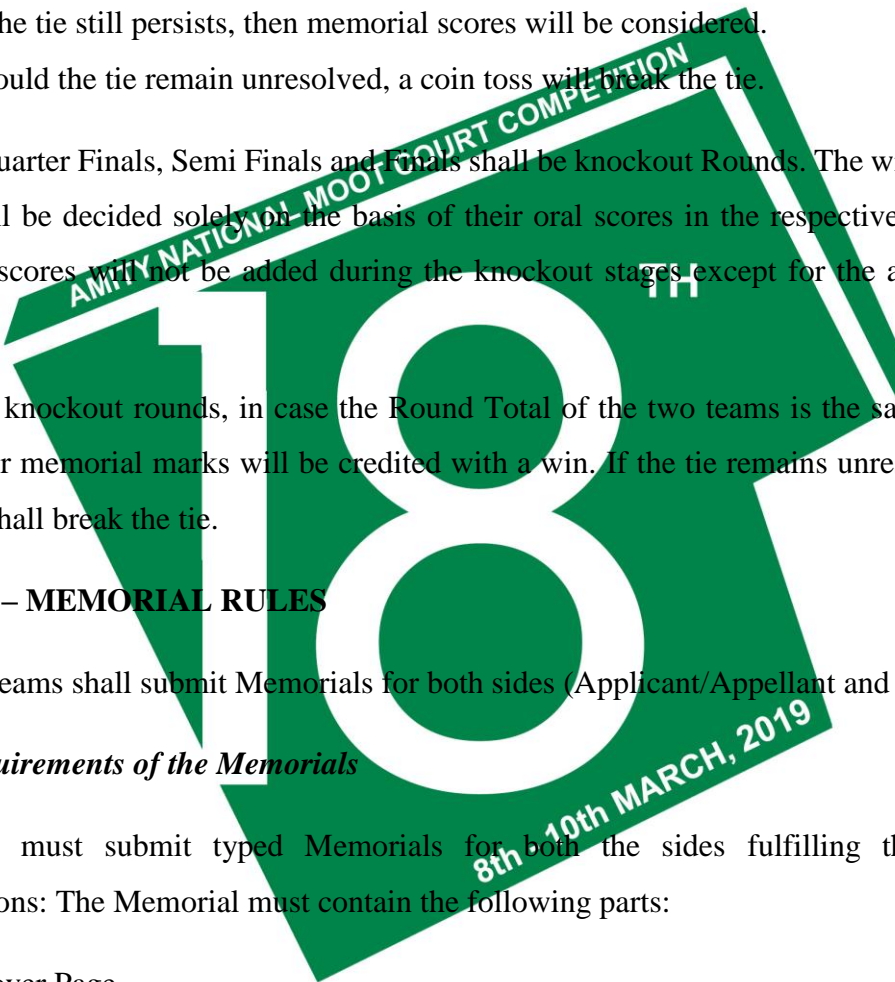 he tie still persists, then memorial scores will be considered.
ould the tie remain unresolved, a coin toss will break the tie.
AMITY NATIONAL MOOT COURT COMPETITION
uarter Finals, Semi Finals and Finals shall be knockout Rounds. The wi
ll be decided solely on the basis of their oral scores in the respective
scores will not be added during the knockout stages except for the a
18TH
knockout rounds, in case the Round Total of the two teams is the sa
r memorial marks will be credited with a win. If the tie remains unre
hall break the tie.
– MEMORIAL RULES
eams shall submit Memorials for both sides (Applicant/Appellant and
uirements of the Memorials
8th - 10th MARCH, 2019
must submit typed Memorials for both the sides fulfilling th
ons: The Memorial must contain the following parts:
over Page